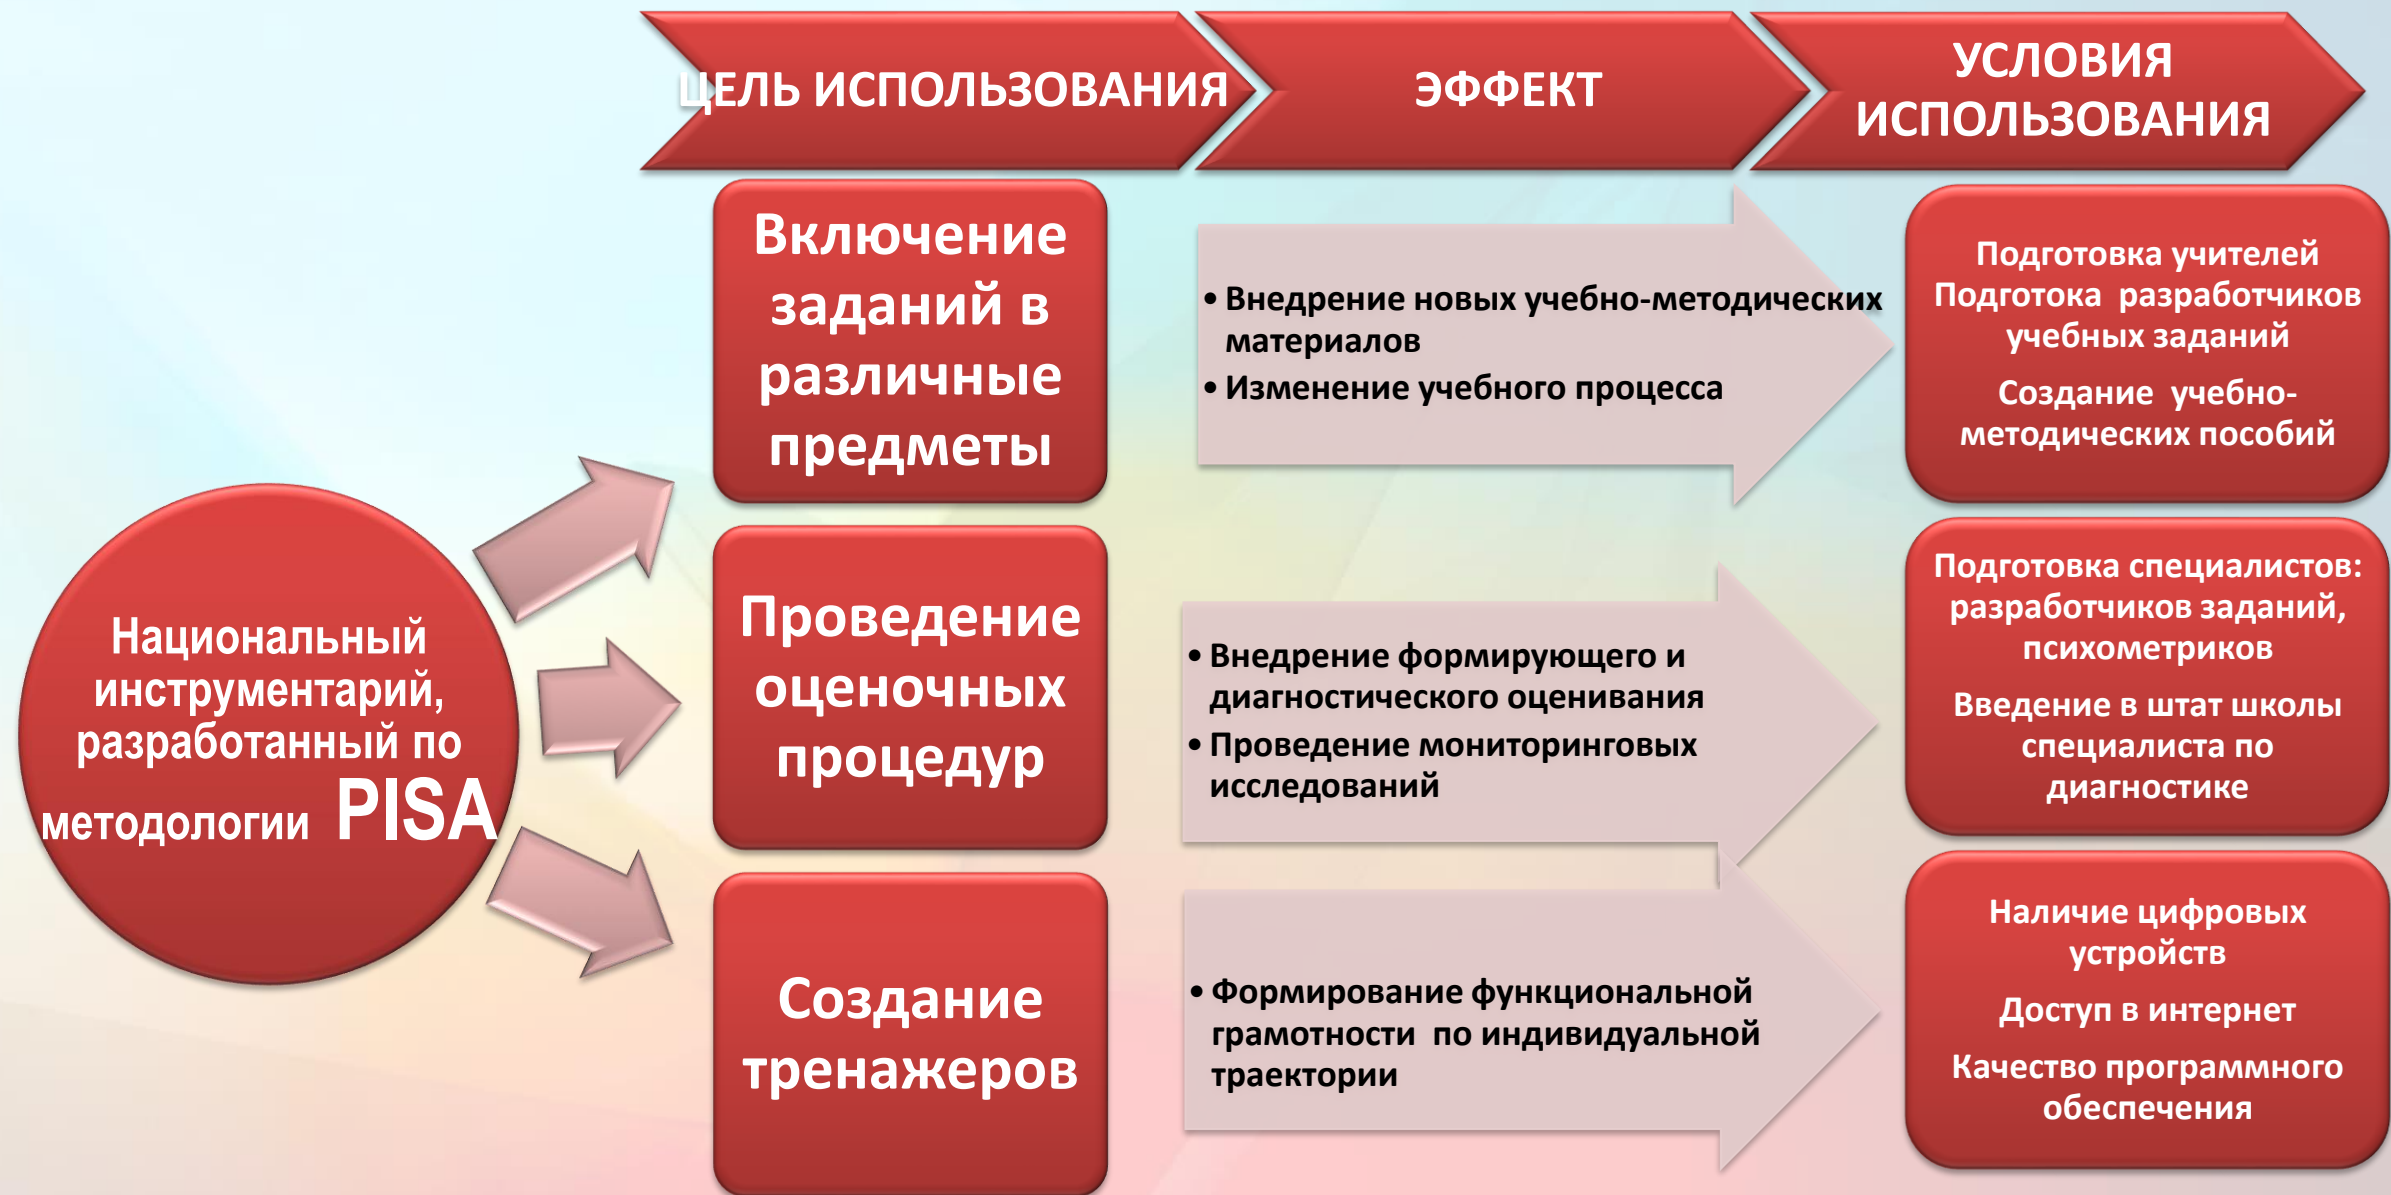 ЦЕЛЬ ИСПОЛЬЗОВАНИЯ
ЭФФЕКТ
УСЛОВИЯ
ИСПОЛЬЗОВАНИЯ
Национальный
инструментарий,
разработанный по
методологии PISA
Включение
заданий в
различные
предметы
• Внедрение новых учебно-методических
материалов
• Изменение учебного процесса
Подготовка учителей
Подготока разработчиков
учебных заданий
Создание учебно-
методических пособий
Проведение
оценочных
процедур
• Внедрение формирующего и
диагностического оценивания
• Проведение мониторинговых
исследований
Подготовка специалистов:
разработчиков заданий,
психометриков
Введение в штат школы
специалиста по
диагностике
Создание
тренажеров
• Формирование функциональной
грамотности по индивидуальной
траектории
Наличие цифровых
устройств
Доступ в интернет
Качество программного
обеспечения